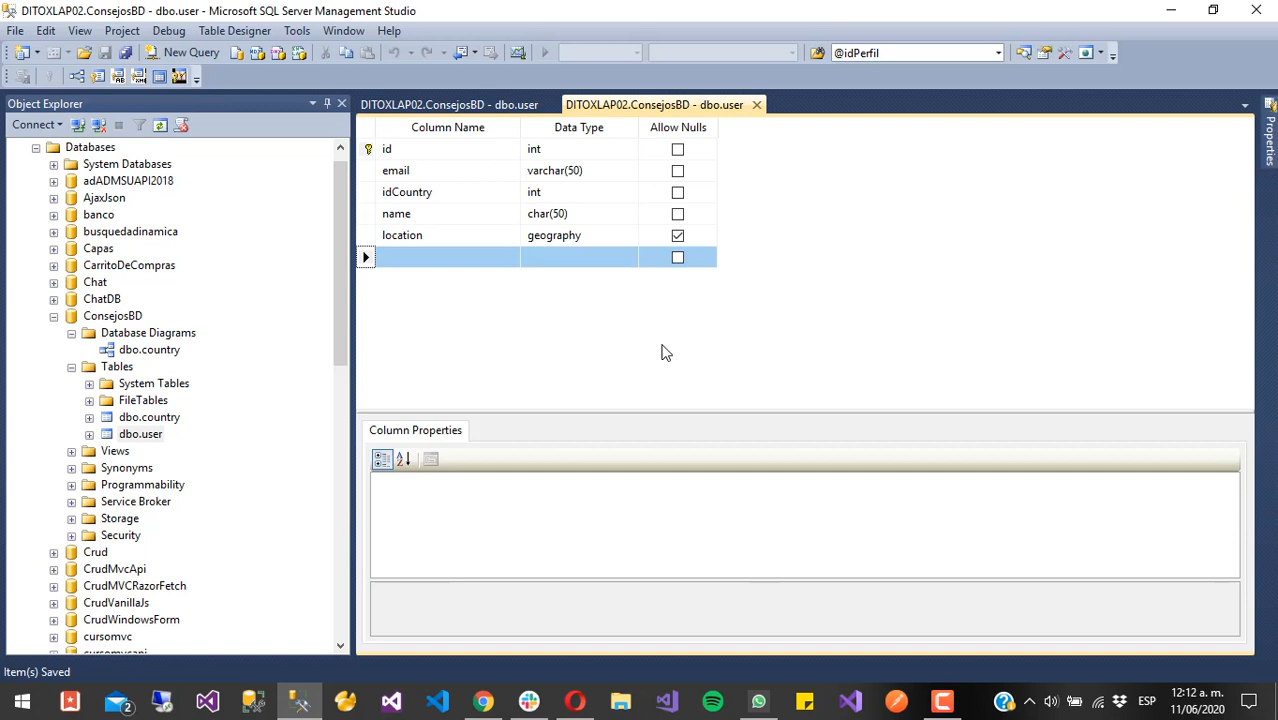 DITOXLAP02.ConsejosBD - dbo.user - Microsoft SQL Server Management Studio
File Edit View Project Debug Table Designer Tools Window Help
New Query @idPerfil
Object Explorer
Connect
Databases
System Databases
adADMSUAPI2018
AjaxJson
banco
busquedadinamica
Capas
CarritoDeCompras
Chat
ChatDB
ConsejosBD
Database Diagrams
dbo.country
Tables
System Tables
FileTables
dbo.country
dbo.user
Views
Synonyms
Programmability
Service Broker
Storage
Security
Crud
CrudMvcApi
CrudMVCRazorFetch
CrudVanillaJs
CrudWindowsForm
cursomvc
cursomvcapi
DITOXLAP02.ConsejosBD - dbo.user DITOXLAP02.ConsejosBD - dbo.user
Column Name Data Type Allow Nulls
id int
email varchar(50)
idCountry int
name char(50)
location geography
Column Properties
Properties
Item(s) Saved
2
ESP
12:12 a. m.
11/06/2020